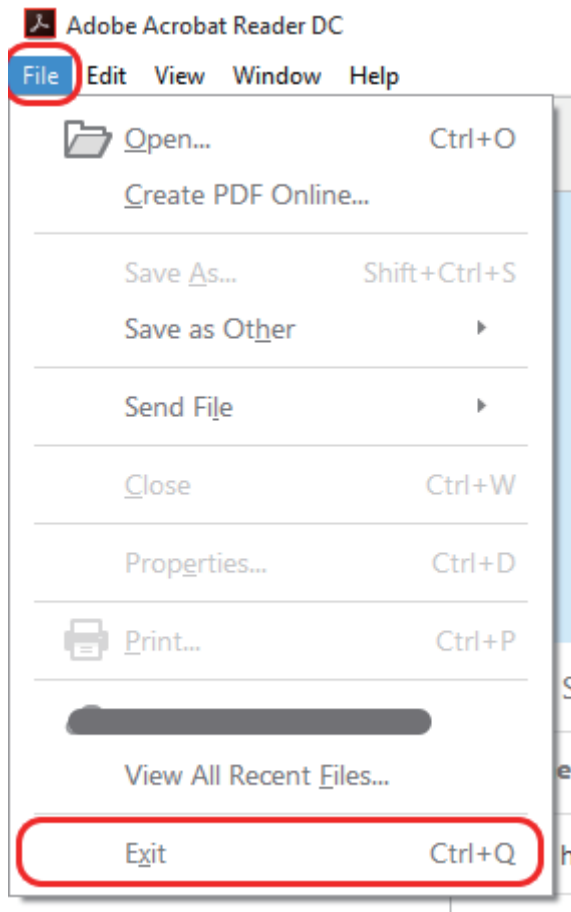 Adobe Acrobat Reader DC
File Edit View Window Help
Open... Ctrl+O
Create PDF Online...
Save As... Shift+Ctrl+S
Save as Other
Send File
Close Ctrl+W
Properties... Ctrl+D
Print... Ctrl+P
View All Recent Files...
Exit Ctrl+Q